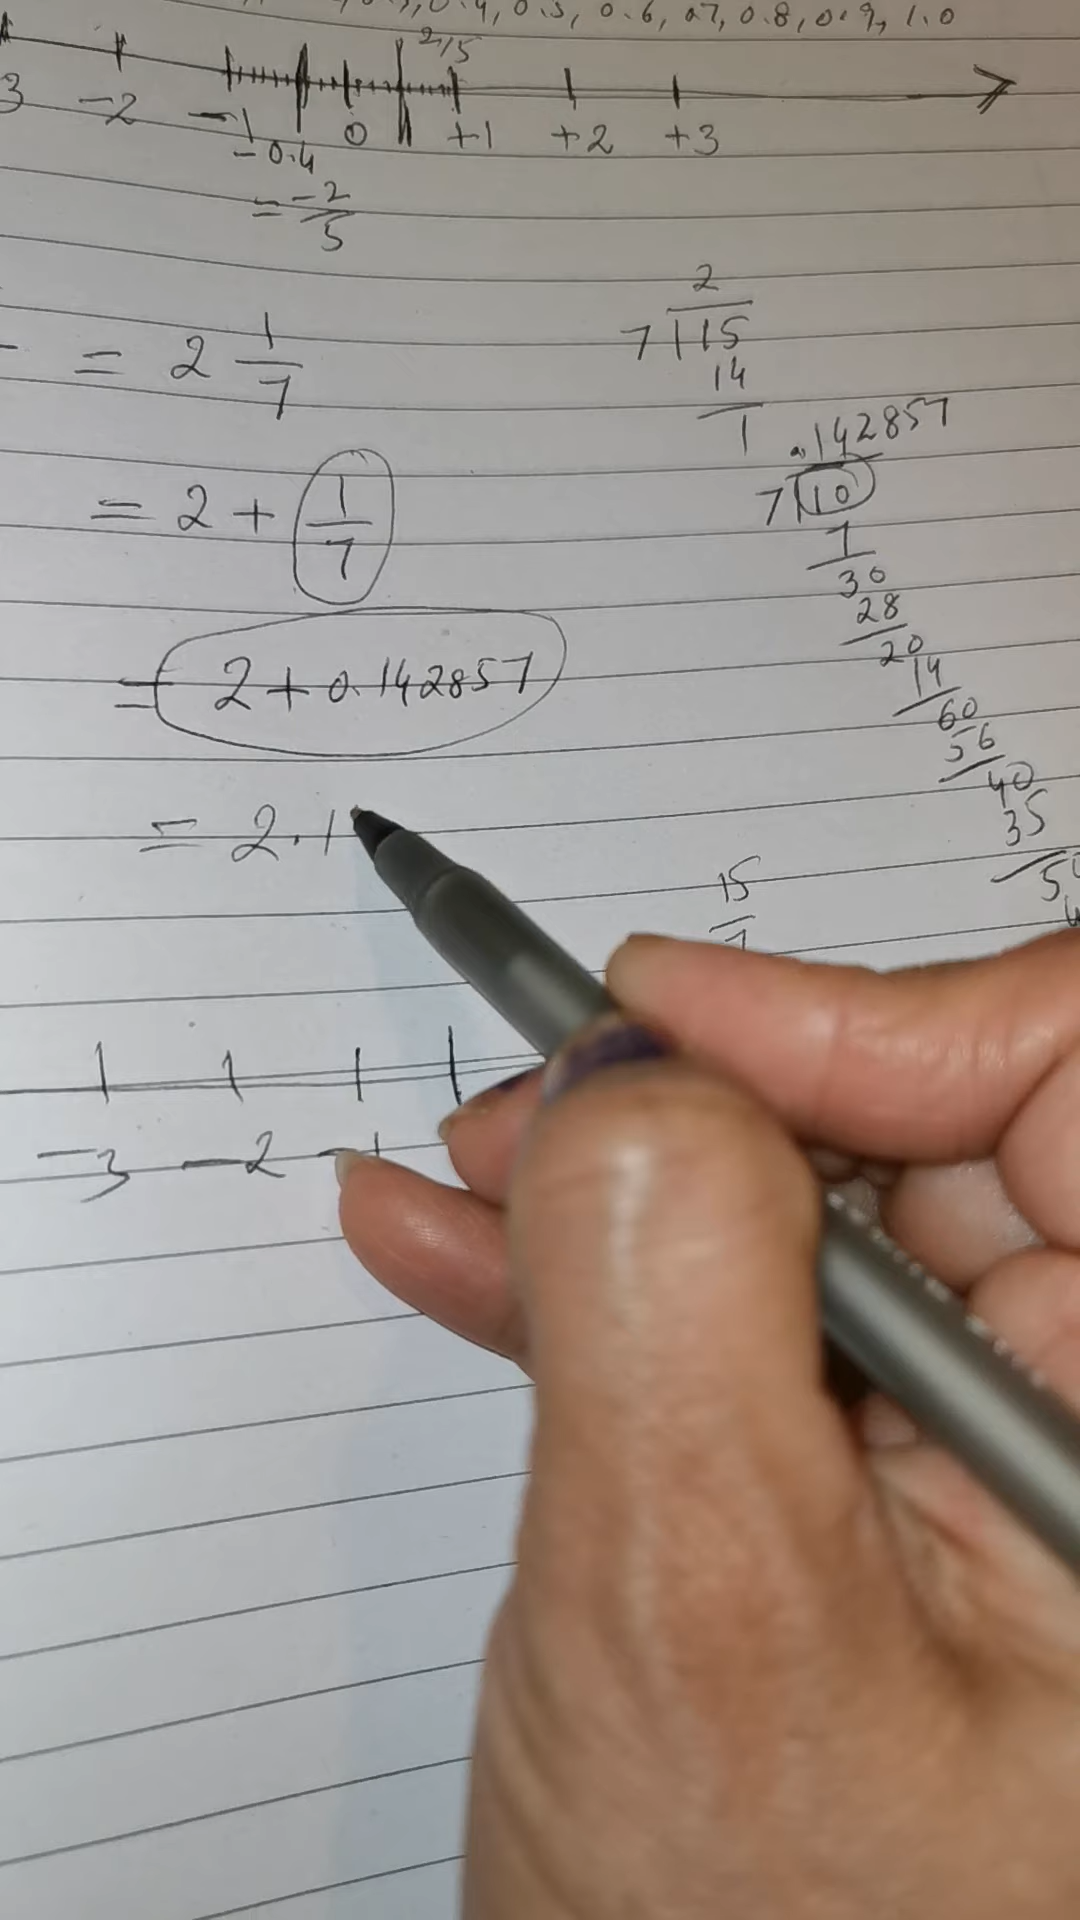 0.4, 0.5, 0.6, 0.7, 0.8, 0.9, 1.0
2/5
3 -2 -1 0 +1 +2 +3
-0.4
= -2/5
= 2 1/7
2
7 | 15
14
1
.142857
7 | 10
7
30
28
20
14
60
56
40
35
5
= 2 + 1/7
= 2 + 0.142857
= 2.1
15/7
-3 -2 -1